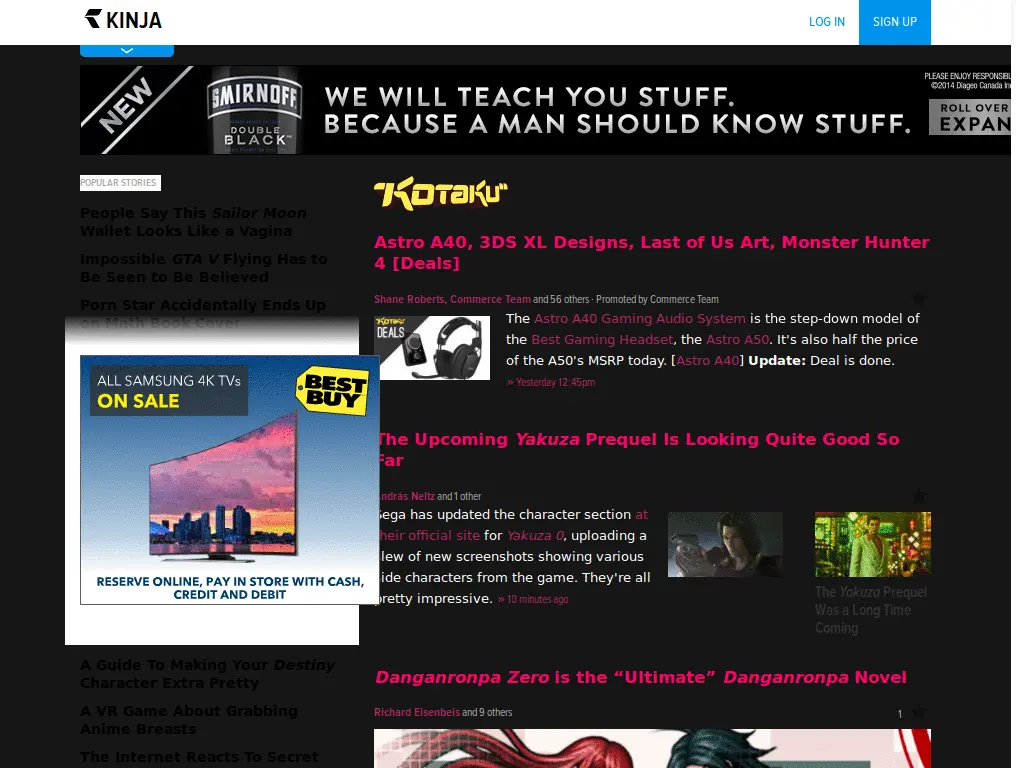 KINJA
LOG IN
SIGN UP
NEW
SMIRNOFF
DOUBLE
BLACK
WE WILL TEACH YOU STUFF.
BECAUSE A MAN SHOULD KNOW STUFF.
PLEASE ENJOY RESPONSIBL
©2014 Diageo Canada Inc
ROLL OVER
EXPAN
POPULAR STORIES
People Say This Sailor Moon
Wallet Looks Like a Vagina
Impossible GTA V Flying Has to
Be Seen to Be Believed
Porn Star Accidentally Ends Up
on Math Book Cover
ALL SAMSUNG 4K TVs
ON SALE
BEST
BUY
RESERVE ONLINE, PAY IN STORE WITH CASH,
CREDIT AND DEBIT
A Guide To Making Your Destiny
Character Extra Pretty
A VR Game About Grabbing
Anime Breasts
The Internet Reacts To Secret
KOTAKU
Astro A40, 3DS XL Designs, Last of Us Art, Monster Hunter
4 [Deals]
Shane Roberts, Commerce Team and 56 others · Promoted by Commerce Team
KOTAKU
DEALS
The Astro A40 Gaming Audio System is the step-down model of
the Best Gaming Headset, the Astro A50. It's also half the price
of the A50's MSRP today. [Astro A40] Update: Deal is done.
» Yesterday 12:45pm
The Upcoming Yakuza Prequel Is Looking Quite Good So
Far
András Neltz and 1 other
Sega has updated the character section at
their official site for Yakuza 0, uploading a
slew of new screenshots showing various
side characters from the game. They're all
pretty impressive. » 10 minutes ago
The Yakuza Prequel
Was a Long Time
Coming
Danganronpa Zero is the “Ultimate” Danganronpa Novel
Richard Eisenbeis and 9 others
1